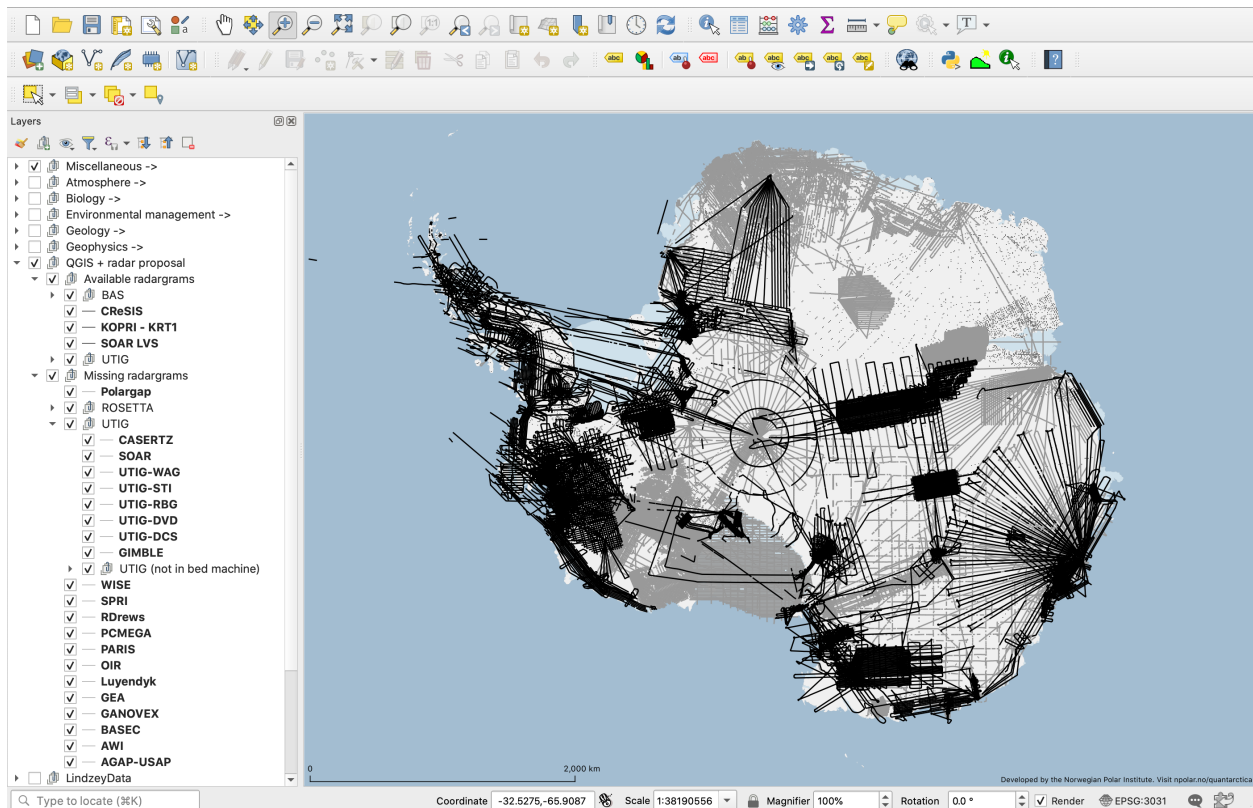 Layers
Miscellaneous ->
Atmosphere ->
Biology ->
Environmental management ->
Geology ->
Geophysics ->
QGIS + radar proposal
Available radargrams
BAS
CReSIS
KOPRI - KRT1
SOAR LVS
UTIG
Missing radargrams
Polargap
ROSETTA
UTIG
CASERTZ
SOAR
UTIG-WAG
UTIG-STI
UTIG-RBG
UTIG-DVD
UTIG-DCS
GIMBLE
UTIG (not in bed machine)
WISE
SPRI
RDrews
PCMEGA
PARIS
OIR
Luyendyk
GEA
GANOVEX
BASEC
AWI
AGAP-USAP
LindzeyData
0 2,000 km
Developed by the Norwegian Polar Institute. Visit npolar.no/quantarctica
Type to locate (⌘K) Coordinate -32.5275,-65.9087 Scale 1:38190556 Magnifier 100% Rotation 0.0 ° Render EPSG:3031